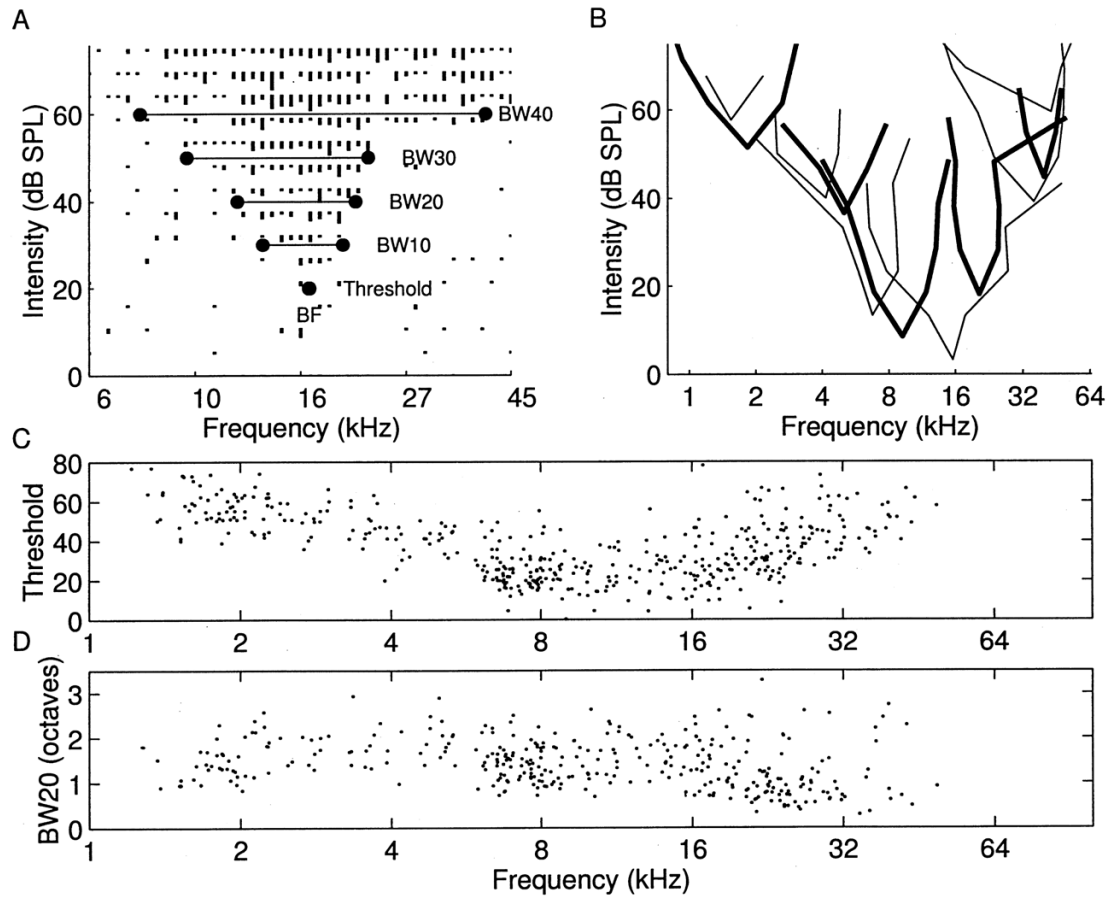 A
Intensity (dB SPL)
60
40
20
0
BW40
BW30
BW20
BW10
Threshold
BF
6 10 16 27 45
Frequency (kHz)
B
Intensity (dB SPL)
60
40
20
0
1 2 4 8 16 32 64
Frequency (kHz)
C
Threshold
80
60
40
20
0
1 2 4 8 16 32 64
D
BW20 (octaves)
3
2
1
0
1 2 4 8 16 32 64
Frequency (kHz)